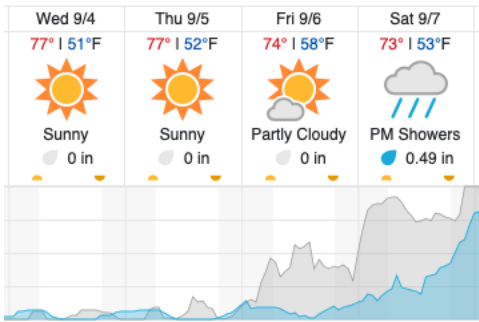 Wed 9/4 Thu 9/5 Fri 9/6 Sat 9/7
77° | 51°F 77° | 52°F 74° | 58°F 73° | 53°F
Sunny Sunny Partly Cloudy PM Showers
0 in 0 in 0 in 0.49 in